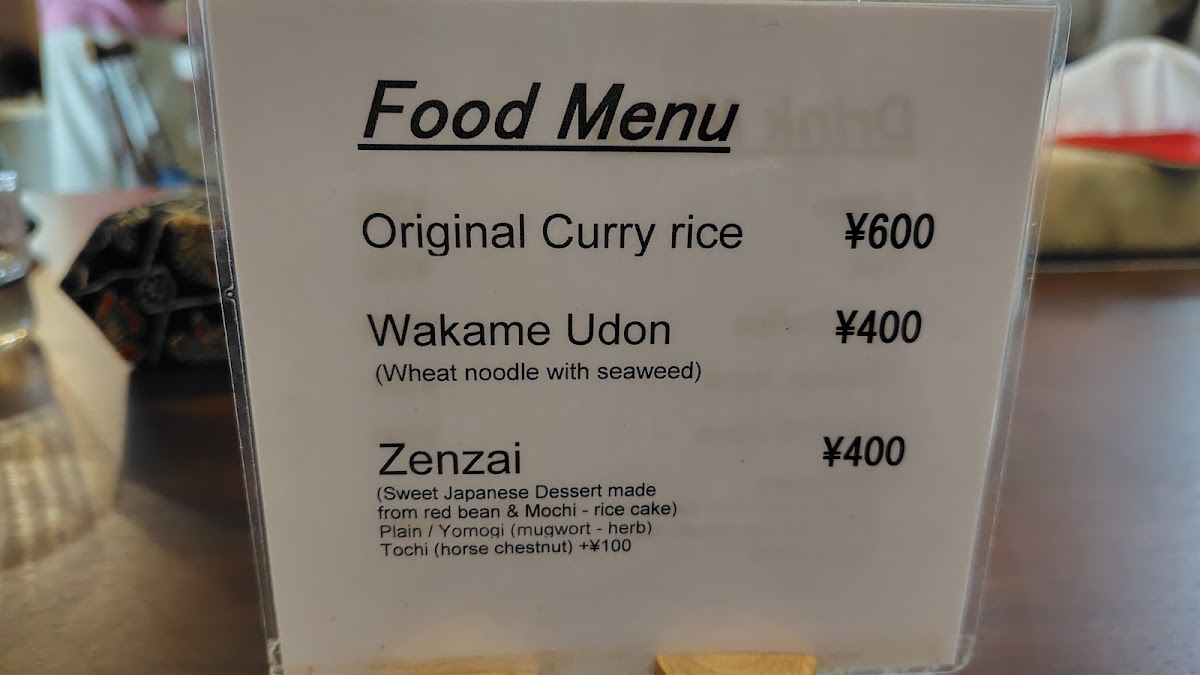 Food Menu
Original Curry rice ¥600
Wakame Udon ¥400
(Wheat noodle with seaweed)
Zenzai ¥400
(Sweet Japanese Dessert made
from red bean & Mochi - rice cake)
Plain / Yomogi (mugwort - herb)
Tochi (horse chestnut) +¥100